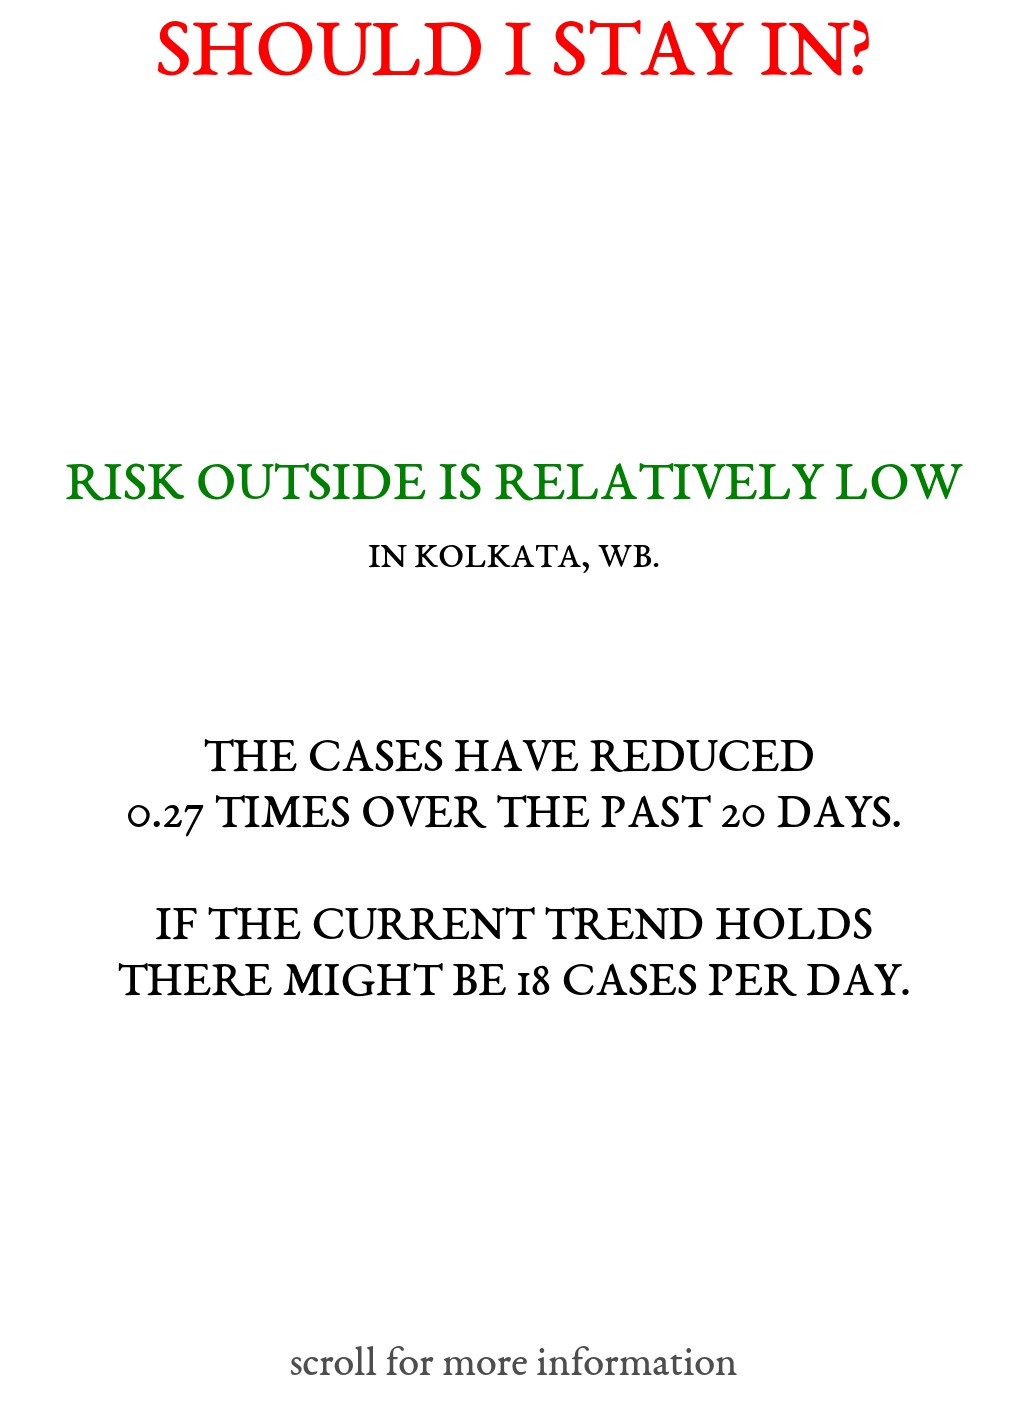 SHOULD I STAY IN?
RISK OUTSIDE IS RELATIVELY LOW
IN KOLKATA, WB.
THE CASES HAVE REDUCED
0.27 TIMES OVER THE PAST 20 DAYS.
IF THE CURRENT TREND HOLDS
THERE MIGHT BE 18 CASES PER DAY.
scroll for more information